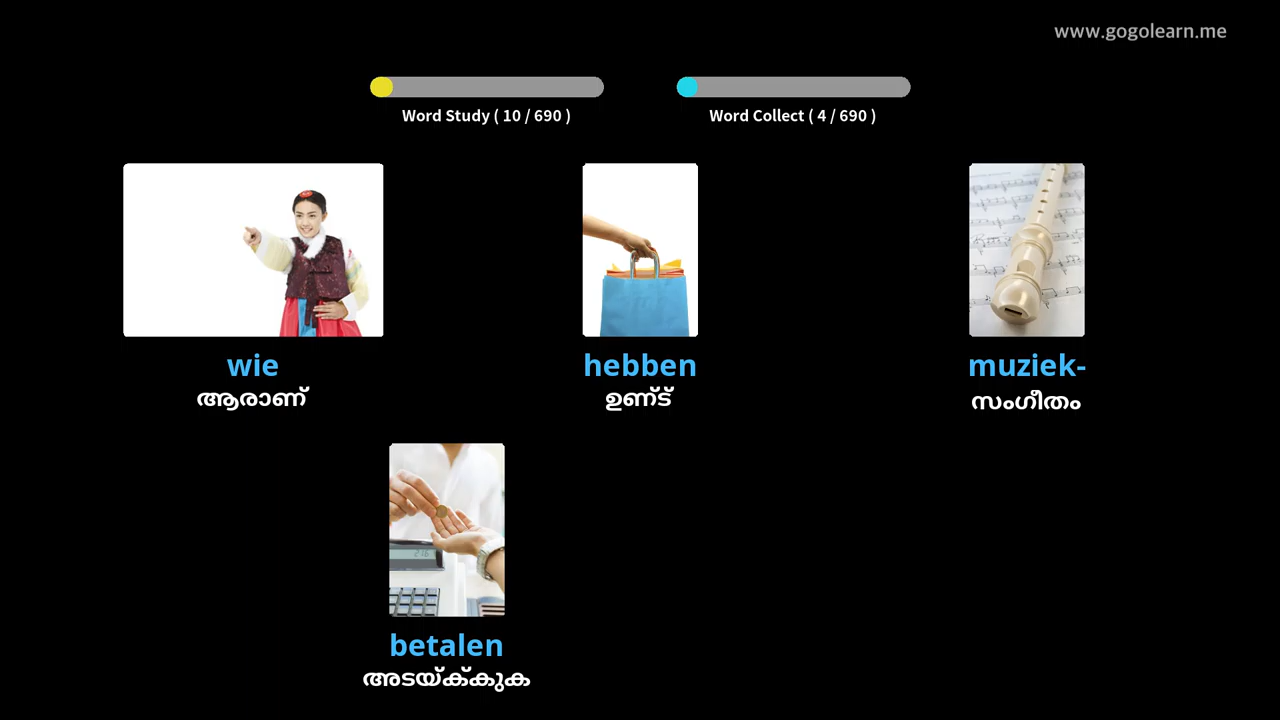 www.gogolearn.me
Word Study ( 10 / 690 )
Word Collect ( 4 / 690 )
wie
ആരാണ്
hebben
ഉണ്ട്
muziek-
സംഗീതം
betalen
അടയ്ക്കുക